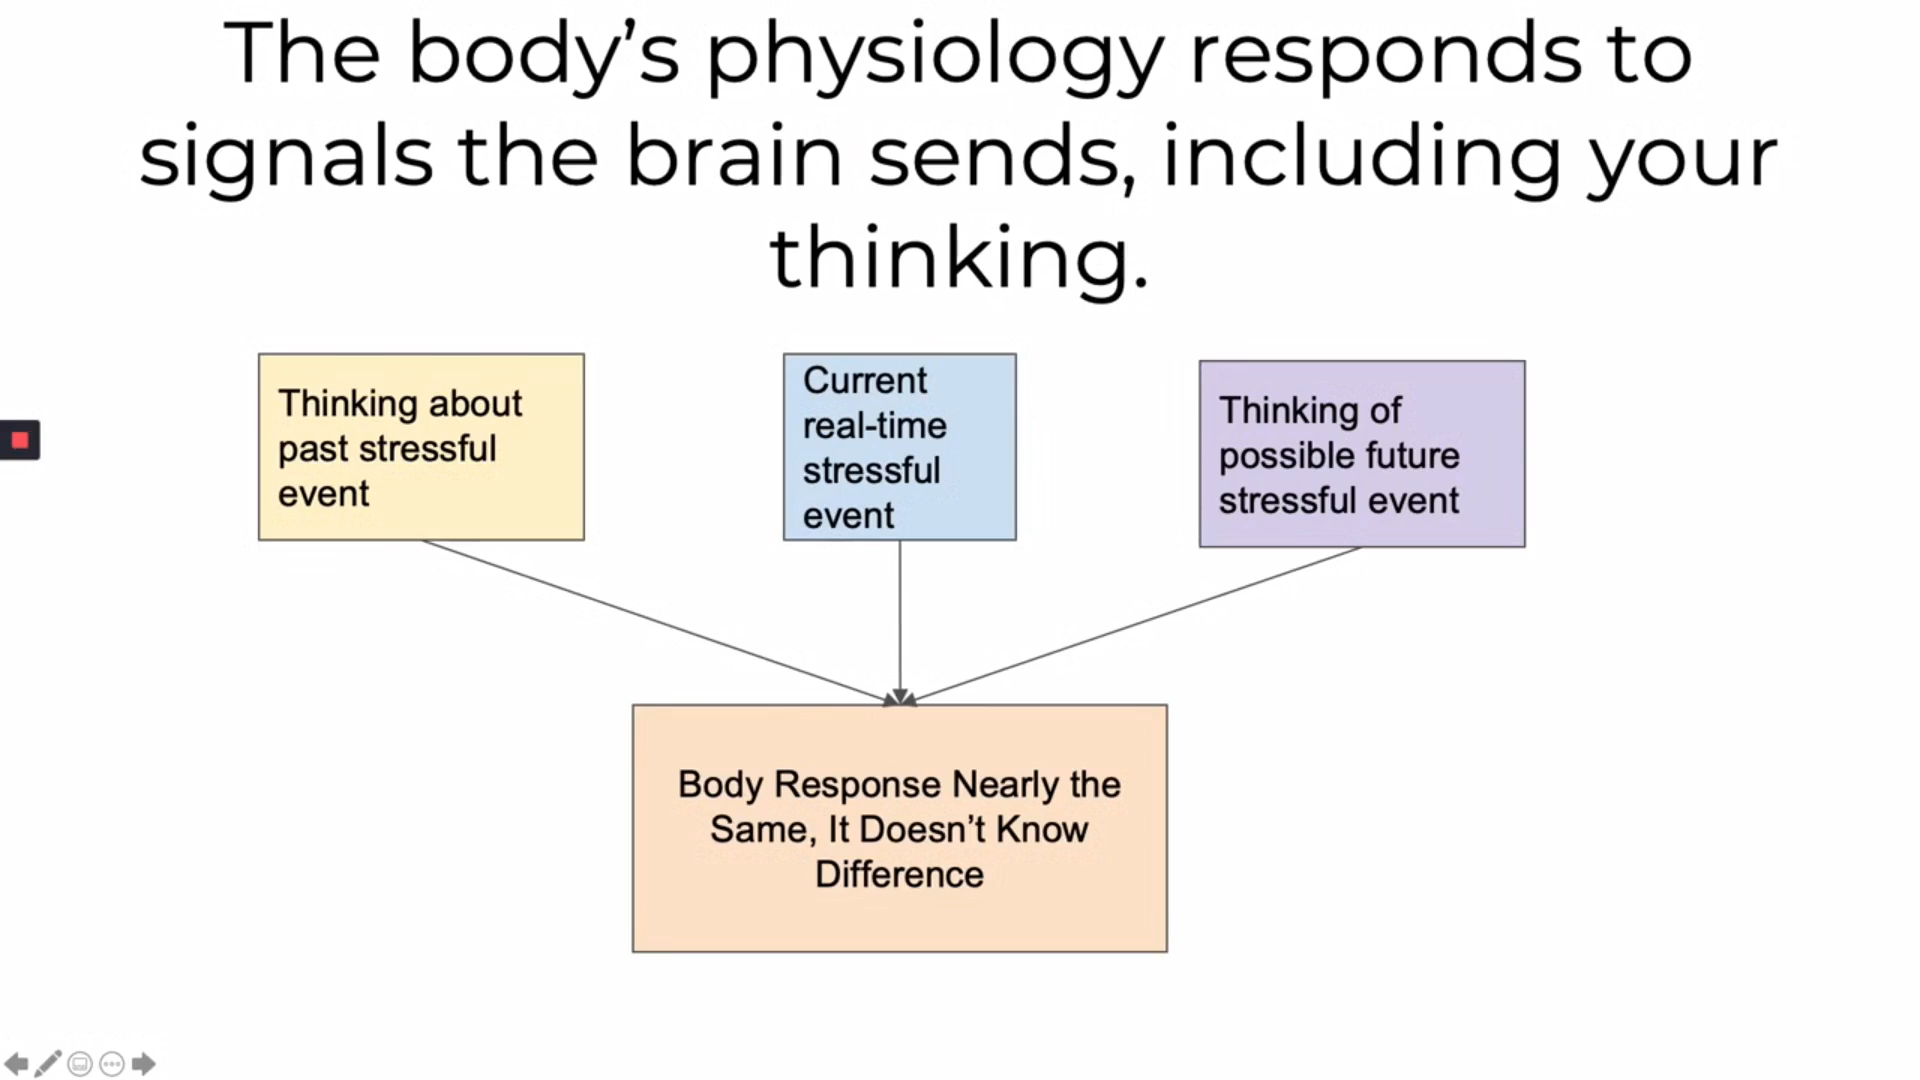 The body’s physiology responds to
signals the brain sends, including your
thinking.
Thinking about
past stressful
event
Current
real-time
stressful
event
Thinking of
possible future
stressful event
Body Response Nearly the
Same, It Doesn’t Know
Difference